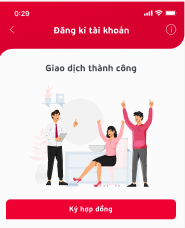 0:29
Đăng kí tài khoản
Giao dịch thành công
Ký hợp đồng